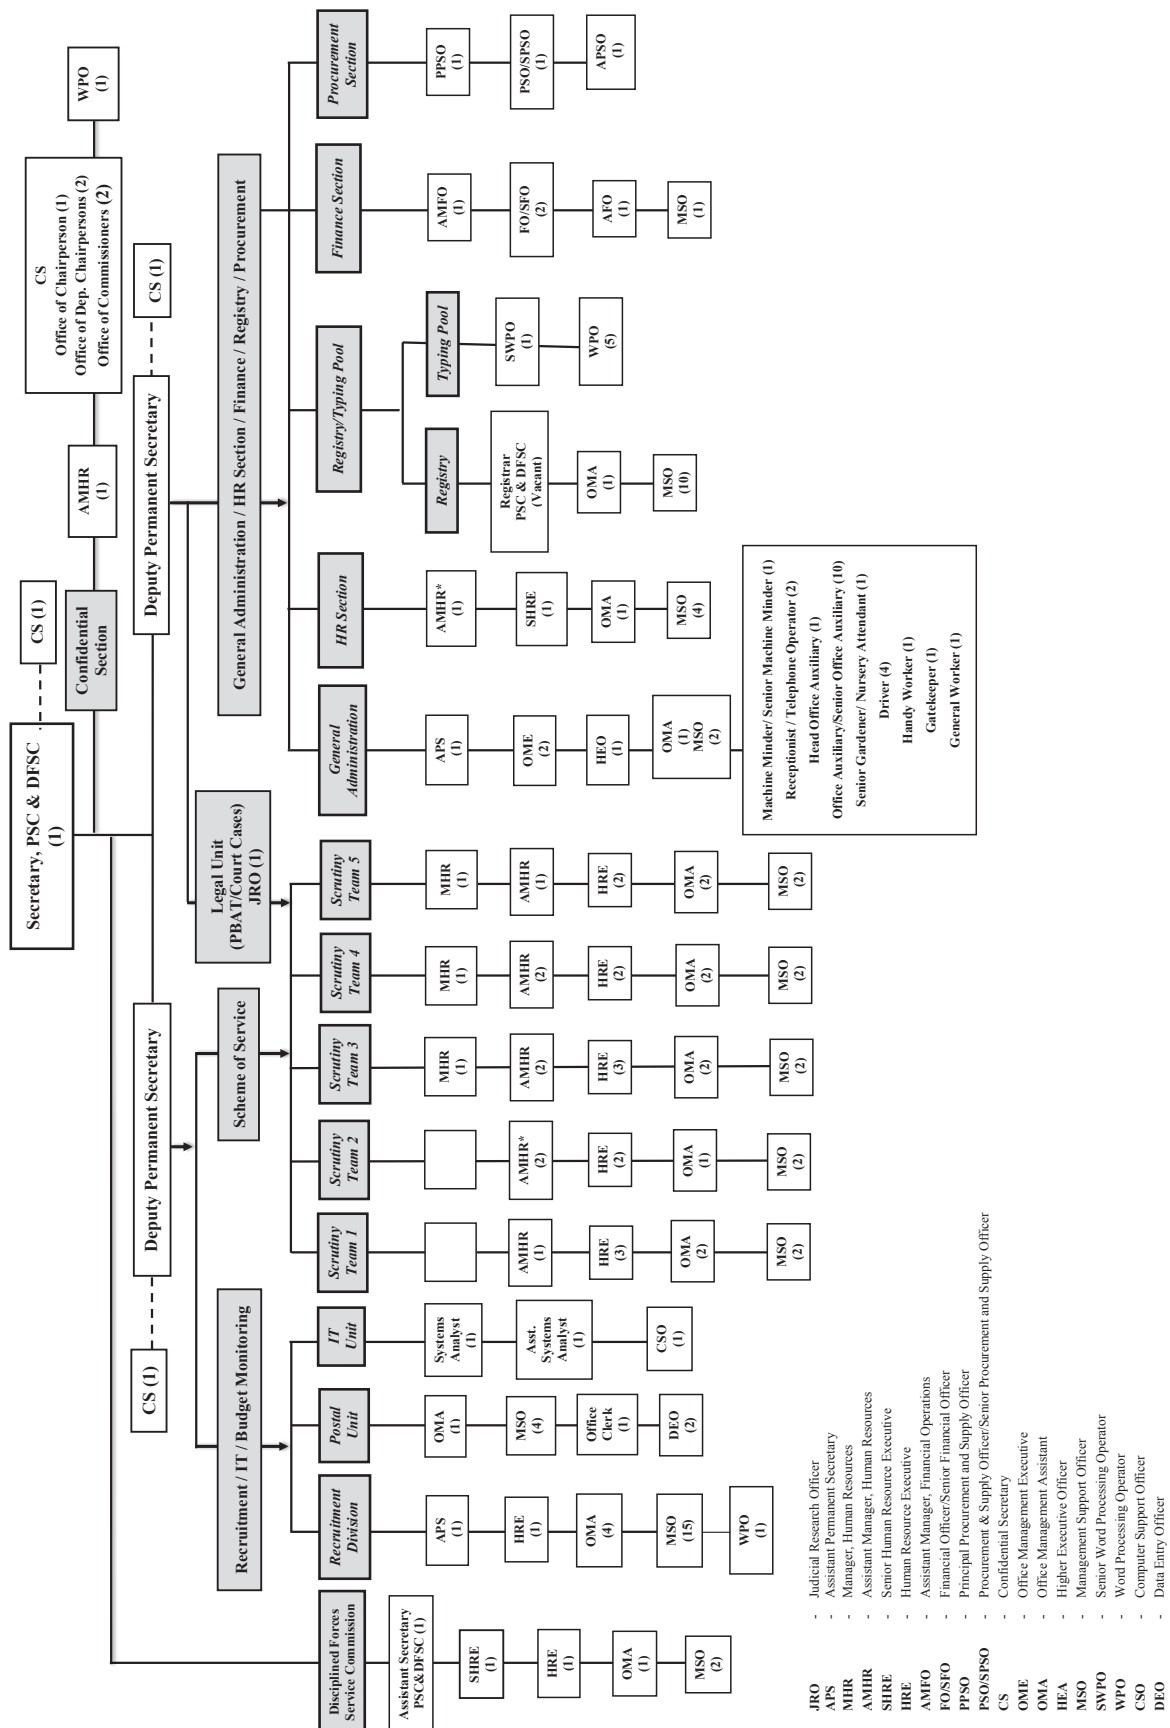 Secretary, PSC & DFSC
(1)
CS (1)
Confidential
Section
AMHR
(1)
CS
Office of Chairperson (1)
Office of Dep. Chairpersons (2)
Office of Commissioners (2)
WPO
(1)
CS (1)
Deputy Permanent Secretary
Deputy Permanent Secretary
CS (1)
Recruitment / IT / Budget Monitoring
Scheme of Service
Legal Unit
(PBAT/Court Cases)
JRO (1)
General Administration / HR Section / Finance / Registry / Procurement
Disciplined Forces
Service Commission
Assistant Secretary
PSC&DFSC (1)
SHRE
(1)
HRE
(1)
OMA
(1)
MSO
(2)
Recruitment
Division
APS
(1)
HRE
(1)
OMA
(4)
MSO
(15)
WPO
(1)
Postal
Unit
OMA
(1)
MSO
(4)
Office
Clerk
(1)
DEO
(2)
IT
Unit
Systems
Analyst
(1)
Asst.
Systems
Analyst
(1)
CSO
(1)
Scrutiny
Team 1
AMHR
(1)
HRE
(3)
OMA
(2)
MSO
(2)
Scrutiny
Team 2
AMHR*
(2)
HRE
(2)
OMA
(1)
MSO
(2)
Scrutiny
Team 3
MHR
(1)
AMHR
(2)
HRE
(3)
OMA
(2)
MSO
(2)
Scrutiny
Team 4
MHR
(1)
AMHR
(2)
HRE
(2)
OMA
(2)
MSO
(2)
Scrutiny
Team 5
MHR
(1)
AMHR
(1)
HRE
(2)
OMA
(2)
MSO
(2)
General
Administration
APS
(1)
OME
(2)
HEO
(1)
OMA
(1)
MSO
(2)
Machine Minder/ Senior Machine Minder (1)
Receptionist / Telephone Operator (2)
Head Office Auxiliary (1)
Office Auxiliary/Senior Office Auxiliary (10)
Senior Gardener/ Nursery Attendant (1)
Driver (4)
Handy Worker (1)
Gatekeeper (1)
General Worker (1)
HR Section
AMHR*
(1)
SHRE
(1)
OMA
(1)
MSO
(4)
Registry/Typing Pool
Registry
Registrar
PSC & DFSC
(Vacant)
OMA
(1)
MSO
(10)
Typing Pool
SWPO
(1)
WPO
(5)
Finance Section
AMFO
(1)
FO/SFO
(2)
AFO
(1)
MSO
(1)
Procurement
Section
PPSO
(1)
PSO/SPSO
(1)
APSO
(1)
JRO - Judicial Research Officer
APS - Assistant Permanent Secretary
MHR - Manager, Human Resources
AMHR - Assistant Manager, Human Resources
SHRE - Senior Human Resource Executive
HRE - Human Resource Executive
AMFO - Assistant Manager, Financial Operations
FO/SFO - Financial Officer/Senior Financial Officer
PPSO - Principal Procurement and Supply Officer
PSO/SPSO - Procurement & Supply Officer/Senior Procurement and Supply Officer
CS - Confidential Secretary
OME - Office Management Executive
OMA - Office Management Assistant
HEA - Higher Executive Officer
MSO - Management Support Officer
SWPO - Senior Word Processing Operator
WPO - Word Processing Operator
CSO - Computer Support Officer
DEO - Data Entry Officer